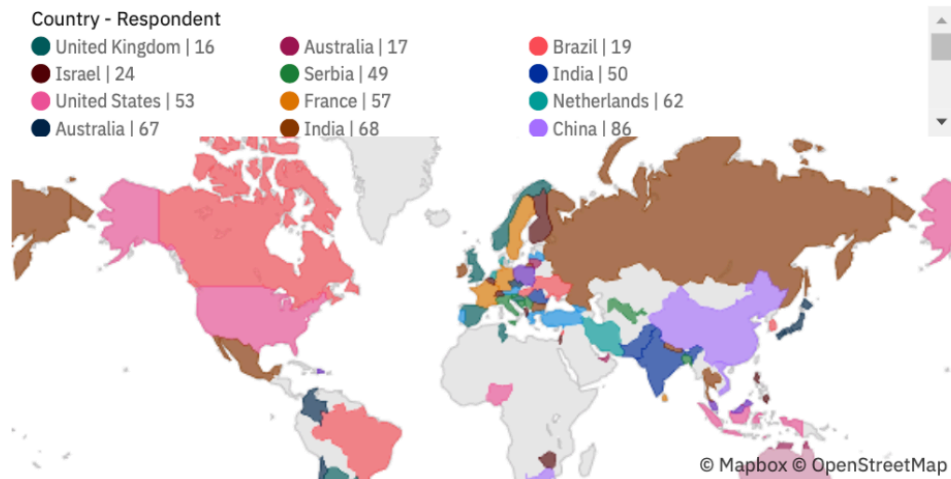 Country - Respondent
United Kingdom | 16
Australia | 17
Brazil | 19
Israel | 24
Serbia | 49
India | 50
United States | 53
France | 57
Netherlands | 62
Australia | 67
India | 68
China | 86
© Mapbox © OpenStreetMap